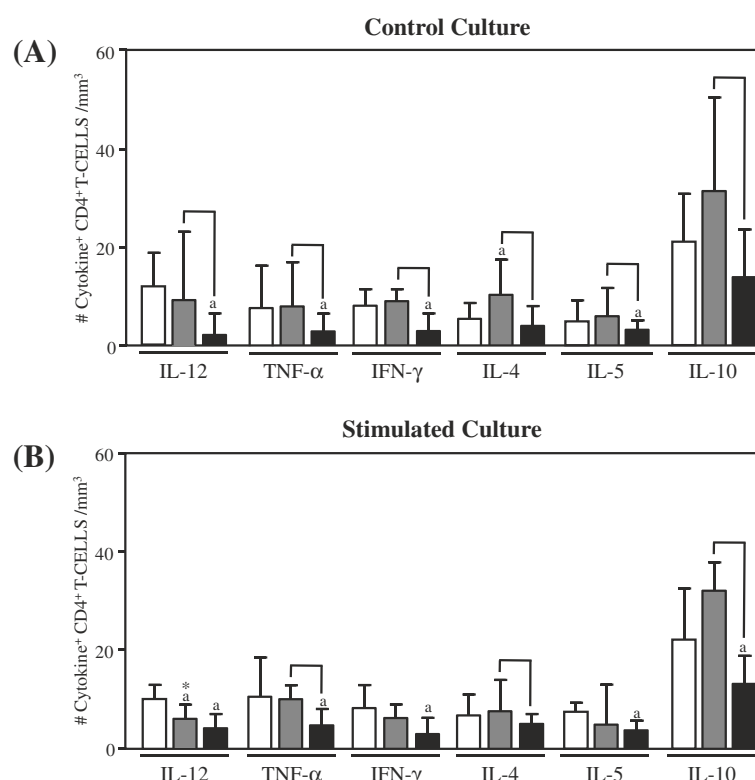 Control Culture
(A)
# Cytokine⁺ CD4⁺ T-CELLS /mm³
60
40
20
0
a
a
a
a
a
a
IL-12
TNF-α
IFN-γ
IL-4
IL-5
IL-10
Stimulated Culture
(B)
# Cytokine⁺ CD4⁺ T-CELLS /mm³
60
40
20
0
*
a
a
a
a
a
a
IL-12
TNF-α
IFN-γ
IL-4
IL-5
IL-10